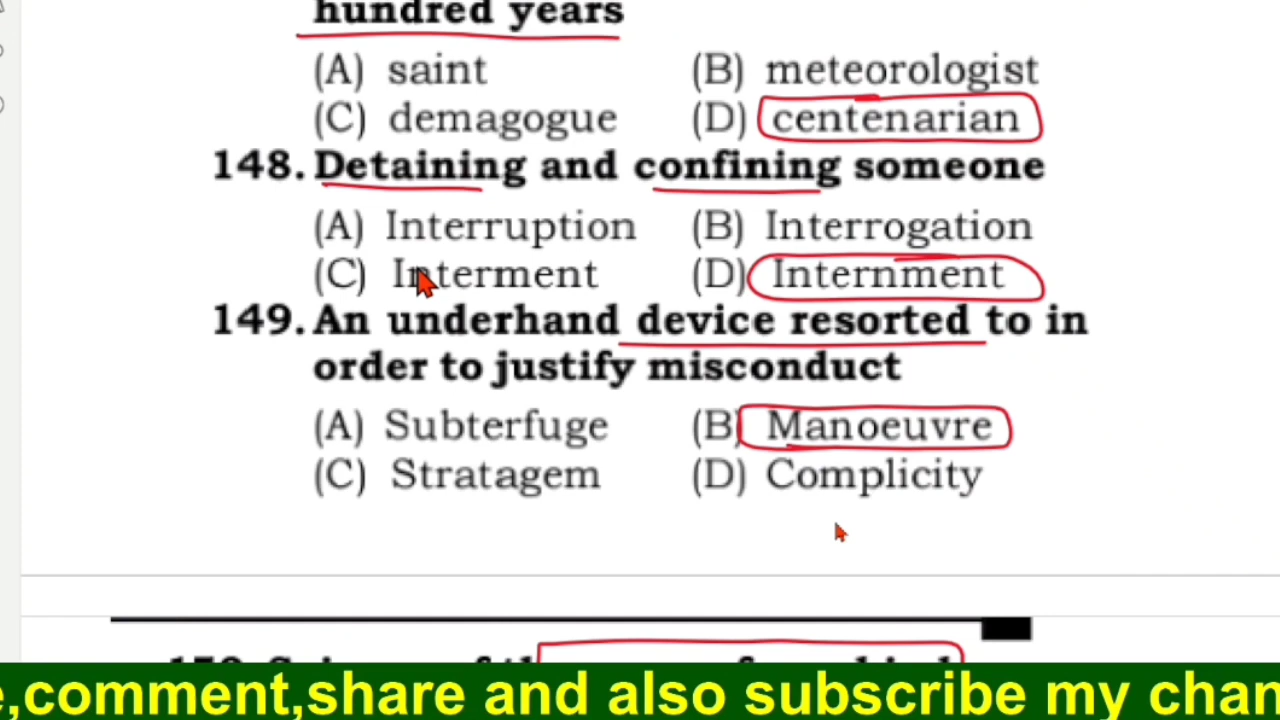 hundred years
(A) saint (B) meteorologist
(C) demagogue (D) centenarian
148. Detaining and confining someone
(A) Interruption (B) Interrogation
(C) Interment (D) Internment
149. An underhand device resorted to in
order to justify misconduct
(A) Subterfuge (B) Manoeuvre
(C) Stratagem (D) Complicity
,comment,share and also subscribe my